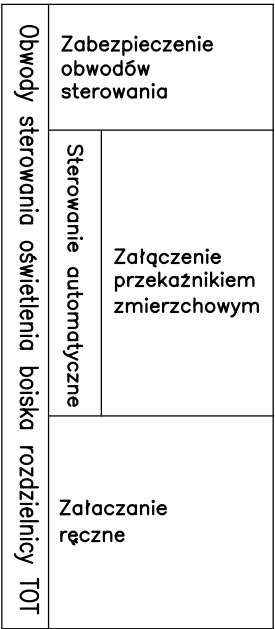 Obwody sterowania oświetlenia boiska rozdzielnicy TOT
Zabezpieczenie
obwodów
sterowania
Sterowanie automatyczne
Załączenie
przekaźnikiem
zmierzchowym
Załaczanie
ręczne